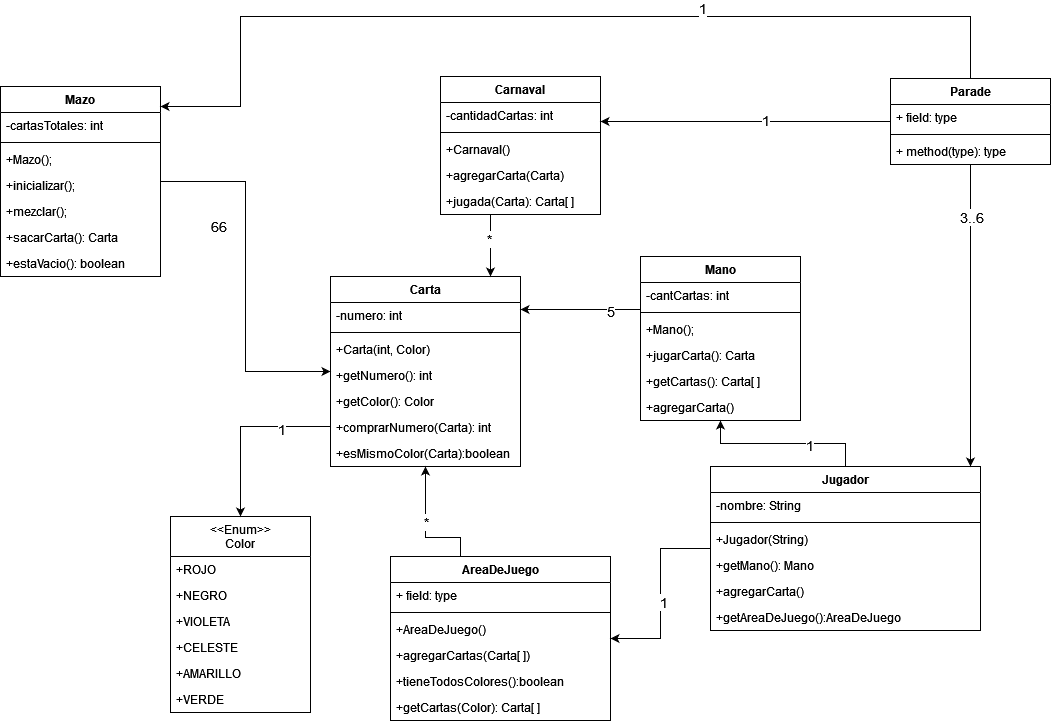 1
Mazo
-cartasTotales: int
+Mazo();
+inicializar();
+mezclar();
+sacarCarta(): Carta
+estaVacio(): boolean
Carnaval
-cantidadCartas: int
+Carnaval()
+agregarCarta(Carta)
+jugada(Carta): Carta[ ]
1
Parade
+ field: type
+ method(type): type
66
*
3..6
Carta
-numero: int
+Carta(int, Color)
+getNumero(): int
+getColor(): Color
+comprarNumero(Carta): int
+esMismoColor(Carta):boolean
5
Mano
-cantCartas: int
+Mano();
+jugarCarta(): Carta
+getCartas(): Carta[ ]
+agregarCarta()
1
1
Jugador
-nombre: String
+Jugador(String)
+getMano(): Mano
+agregarCarta()
+getAreaDeJuego():AreaDeJuego
<<Enum>>
Color
+ROJO
+NEGRO
+VIOLETA
+CELESTE
+AMARILLO
+VERDE
*
AreaDeJuego
+ field: type
+AreaDeJuego()
+agregarCartas(Carta[ ])
+tieneTodosColores():boolean
+getCartas(Color): Carta[ ]
1